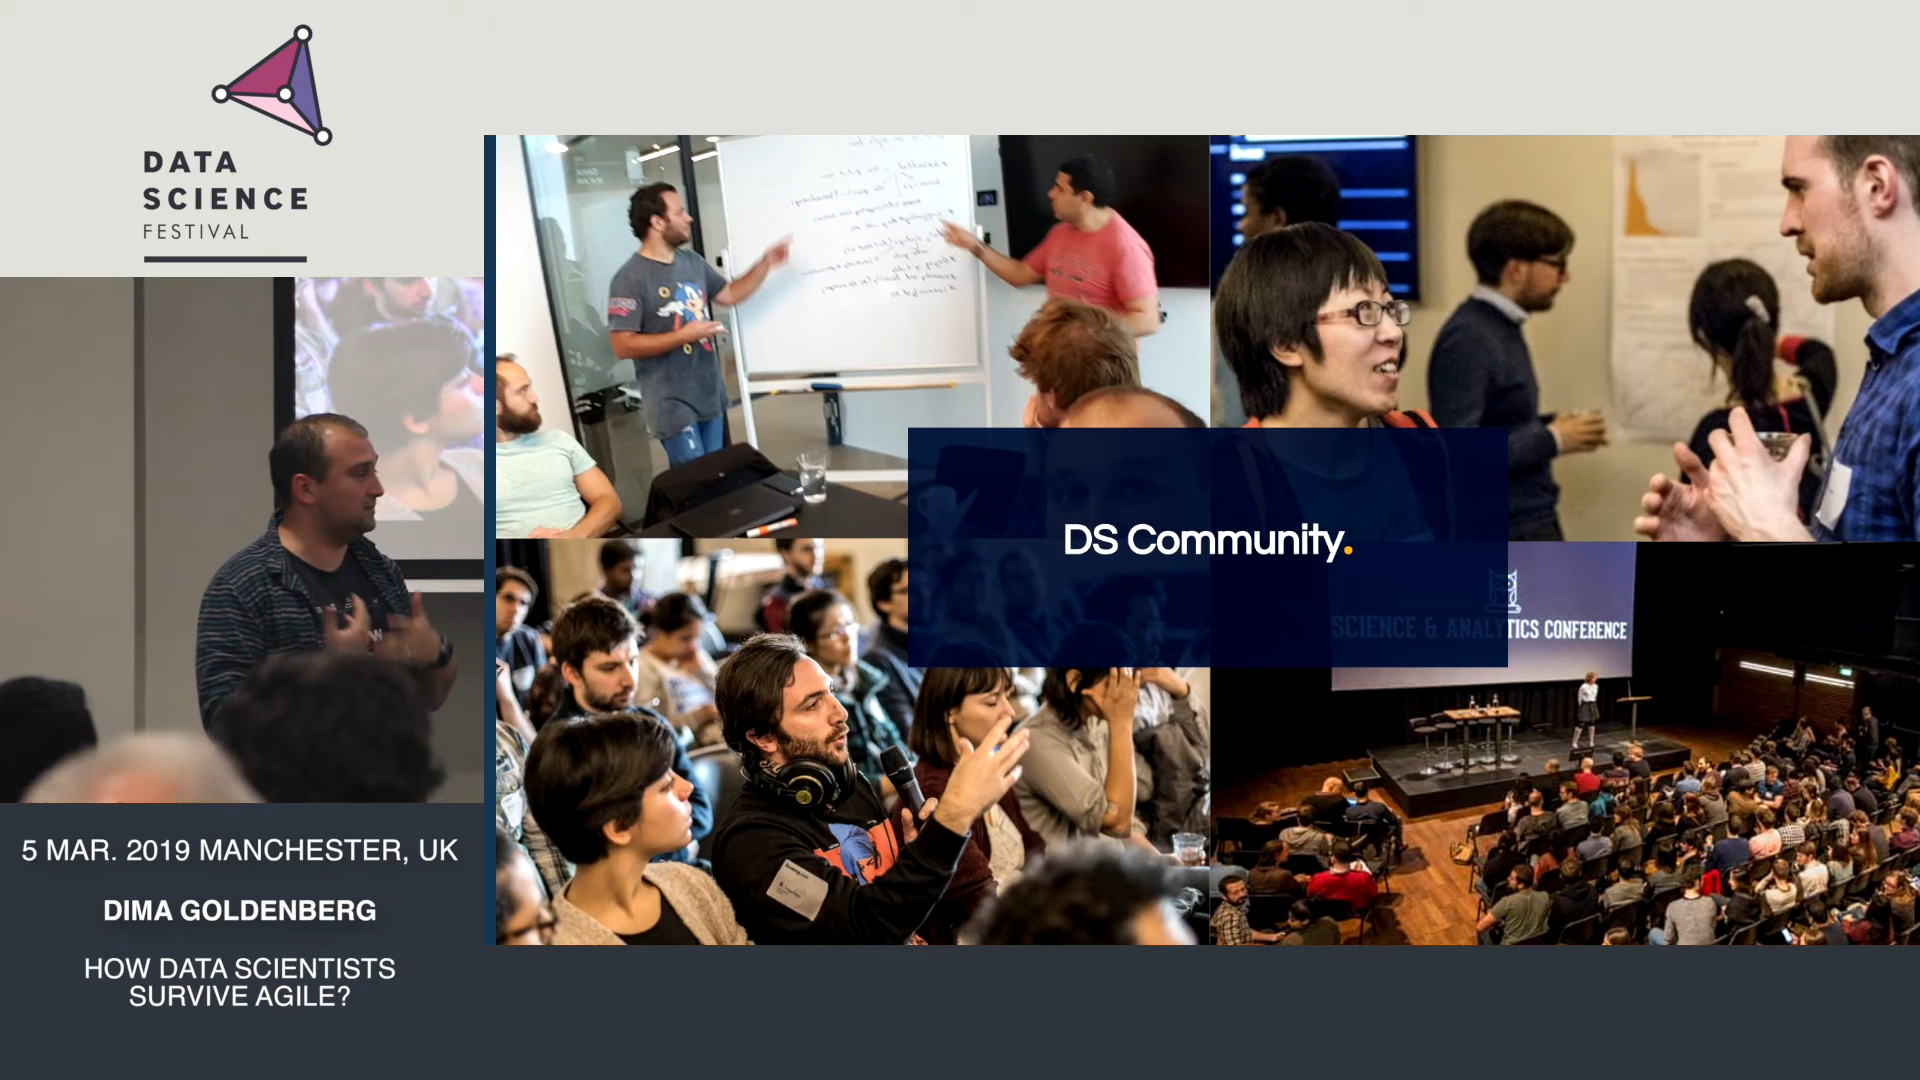 DATA
SCIENCE
FESTIVAL
5 MAR. 2019 MANCHESTER, UK
DIMA GOLDENBERG
HOW DATA SCIENTISTS
SURVIVE AGILE?
DS Community.
SCIENCE & ANALYTICS CONFERENCE